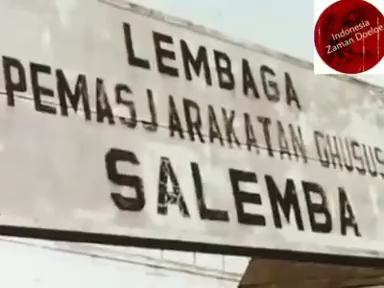 Indonesia
Zaman Doeloe
LEMBAGA
PEMASJARAKATAN CHUSUS
SALEMBA